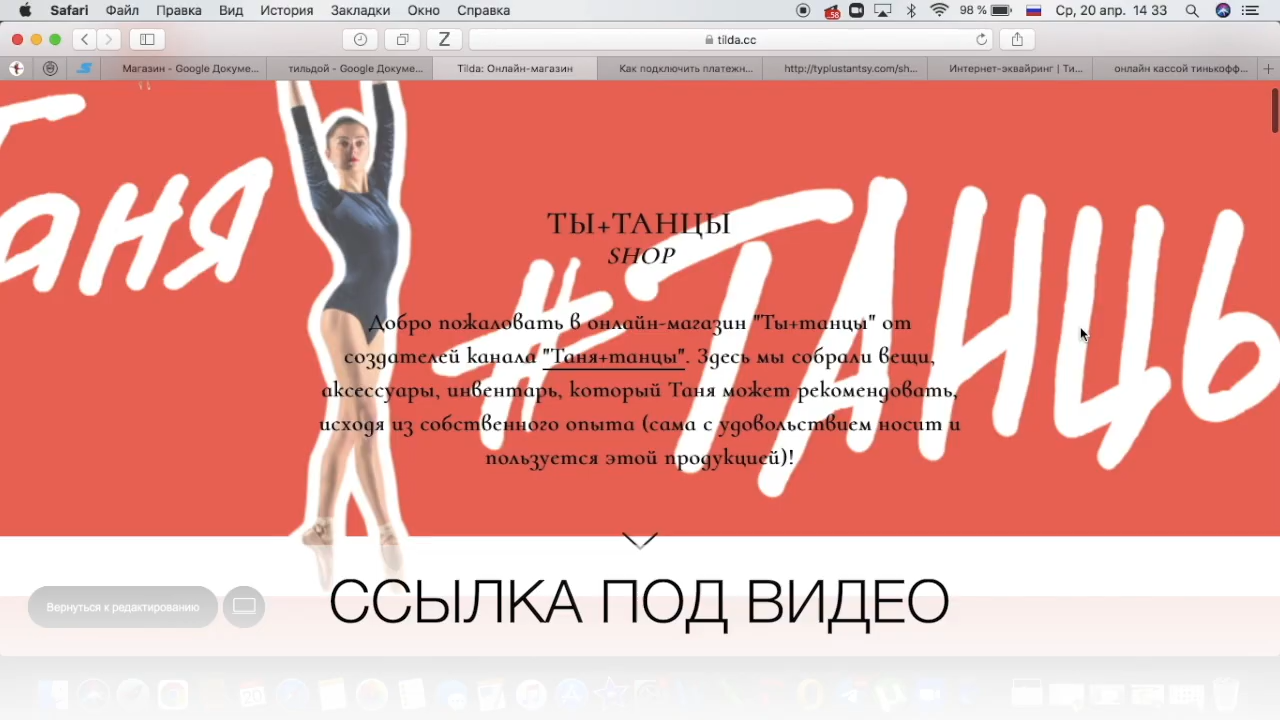 Safari Файл Правка Вид История Закладки Окно Справка 58 98 % Ср, 20 апр. 14 33
Z tilda.cc
Магазин - Google Докуме... тильдой - Google Докуме... Tilda: Онлайн-магазин Как подключить платежн... http://typlustantsy.com/sh... Интернет-эквайринг | Ти... онлайн кассой тинькофф...
Таня
#ТАНЦЫ
ТЫ+ТАНЦЫ
SHOP
Добро пожаловать в онлайн-магазин "Ты+танцы" от
создателей канала "Таня+танцы". Здесь мы собрали вещи,
аксессуары, инвентарь, который Таня может рекомендовать,
исходя из собственного опыта (сама с удовольствием носит и
пользуется этой продукцией)!
Вернуться к редактированию
ССЫЛКА ПОД ВИДЕО
20